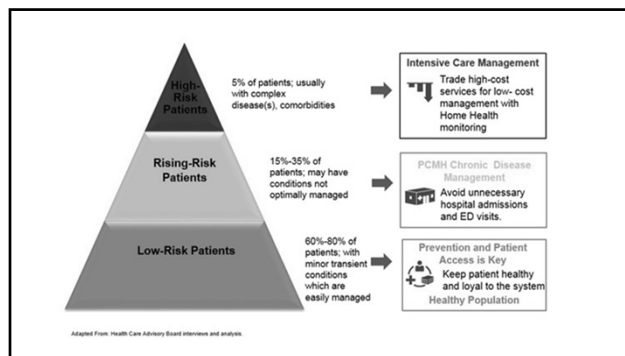 High-
Risk
Patients
5% of patients; usually
with complex
disease(s), comorbidities
Intensive Care Management
Trade high-cost
services for low- cost
management with
Home Health
monitoring
Rising-Risk
Patients
15%-35% of
patients; may have
conditions not
optimally managed
PCMH Chronic Disease
Management
Avoid unnecessary
hospital admissions
and ED visits.
Low-Risk Patients
60%-80% of
patients; with
minor transient
conditions
which are
easily managed
Prevention and Patient
Access is Key
Keep patient healthy
and loyal to the system
Healthy Population
Adapted From: Health Care Advisory Board interviews and analysis.